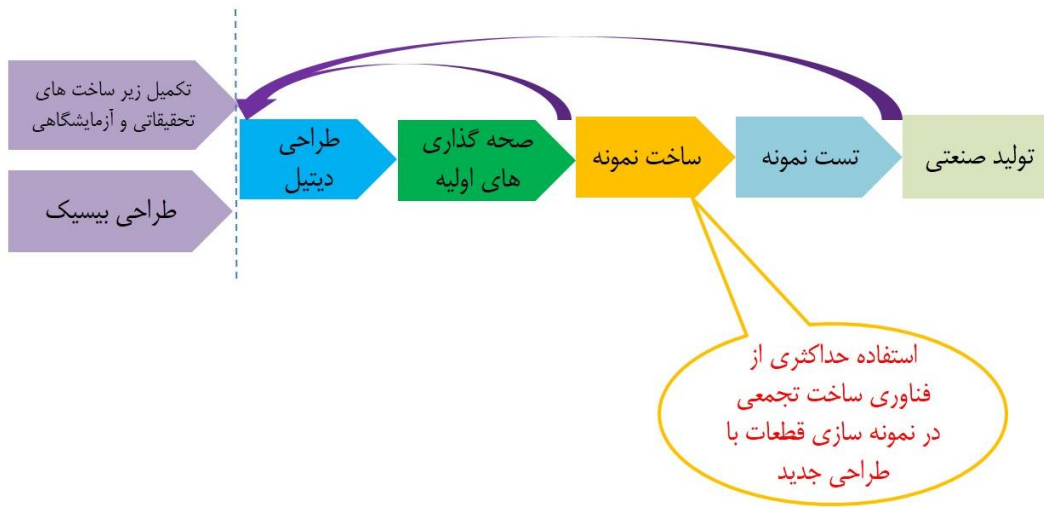 تکمیل زیر ساخت های
تحقیقاتی و آزمایشگاهی
طراحی بیسیک
طراحی
دیتیل
صحه گذاری
های اولیه
ساخت نمونه
تست نمونه
تولید صنعتی
استفاده حداکثری از
فناوری ساخت تجمعی
در نمونه سازی قطعات با
طراحی جدید